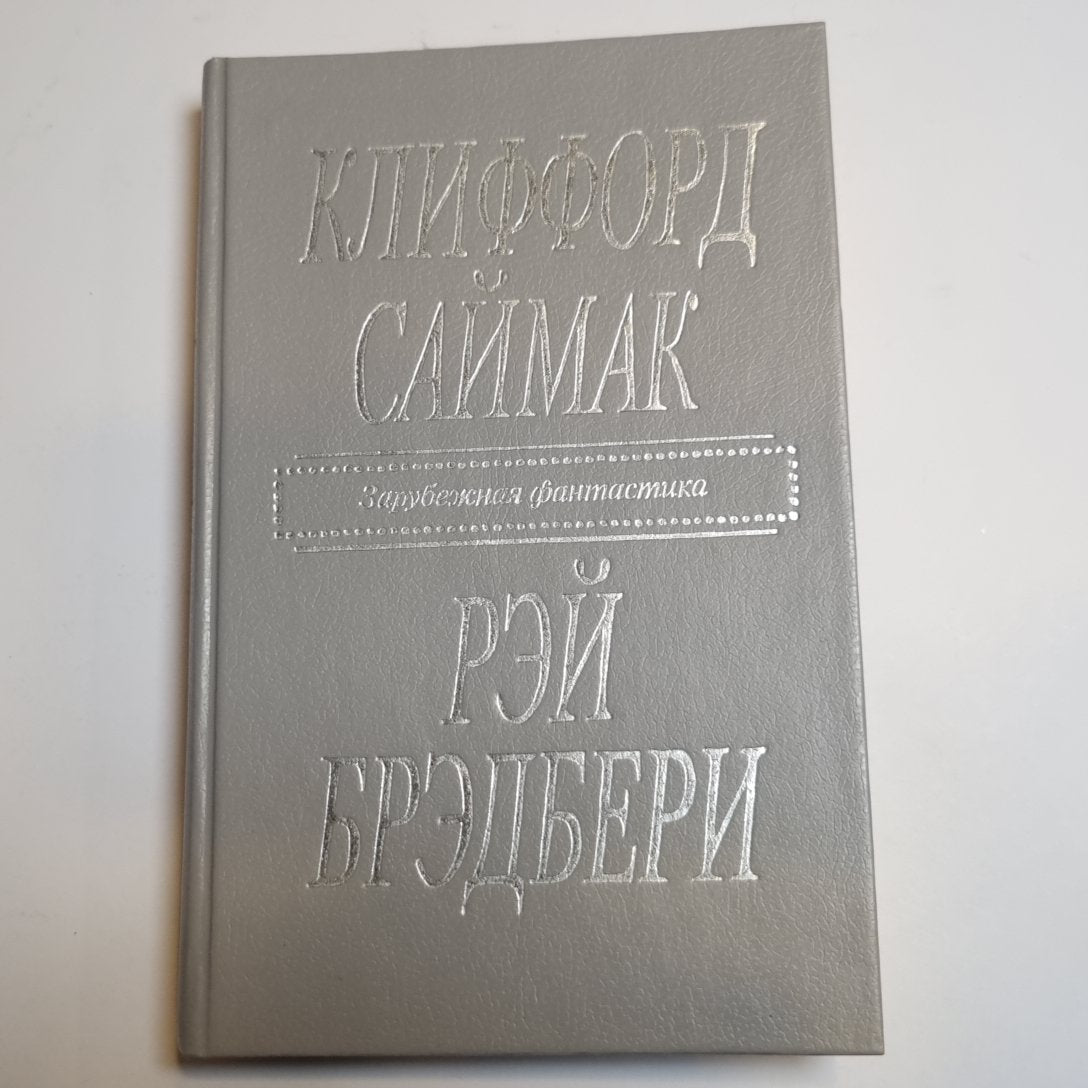 КЛИФФОРД
САЙМАК
Зарубежная фантастика
РЭЙ
БРЭДБЕРИ